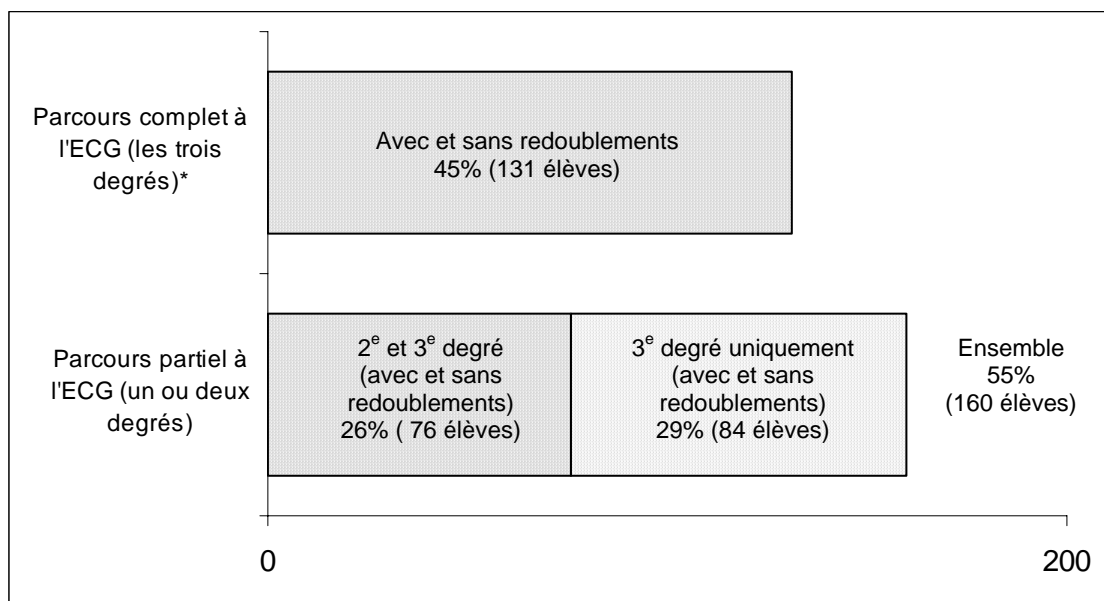 Parcours complet à
l'ECG (les trois
degrés)*
Avec et sans redoublements
45% (131 élèves)
Parcours partiel à
l'ECG (un ou deux
degrés)
2e et 3e degré
(avec et sans
redoublements)
26% ( 76 élèves)
3e degré uniquement
(avec et sans
redoublements)
29% (84 élèves)
Ensemble
55%
(160 élèves)
0
200